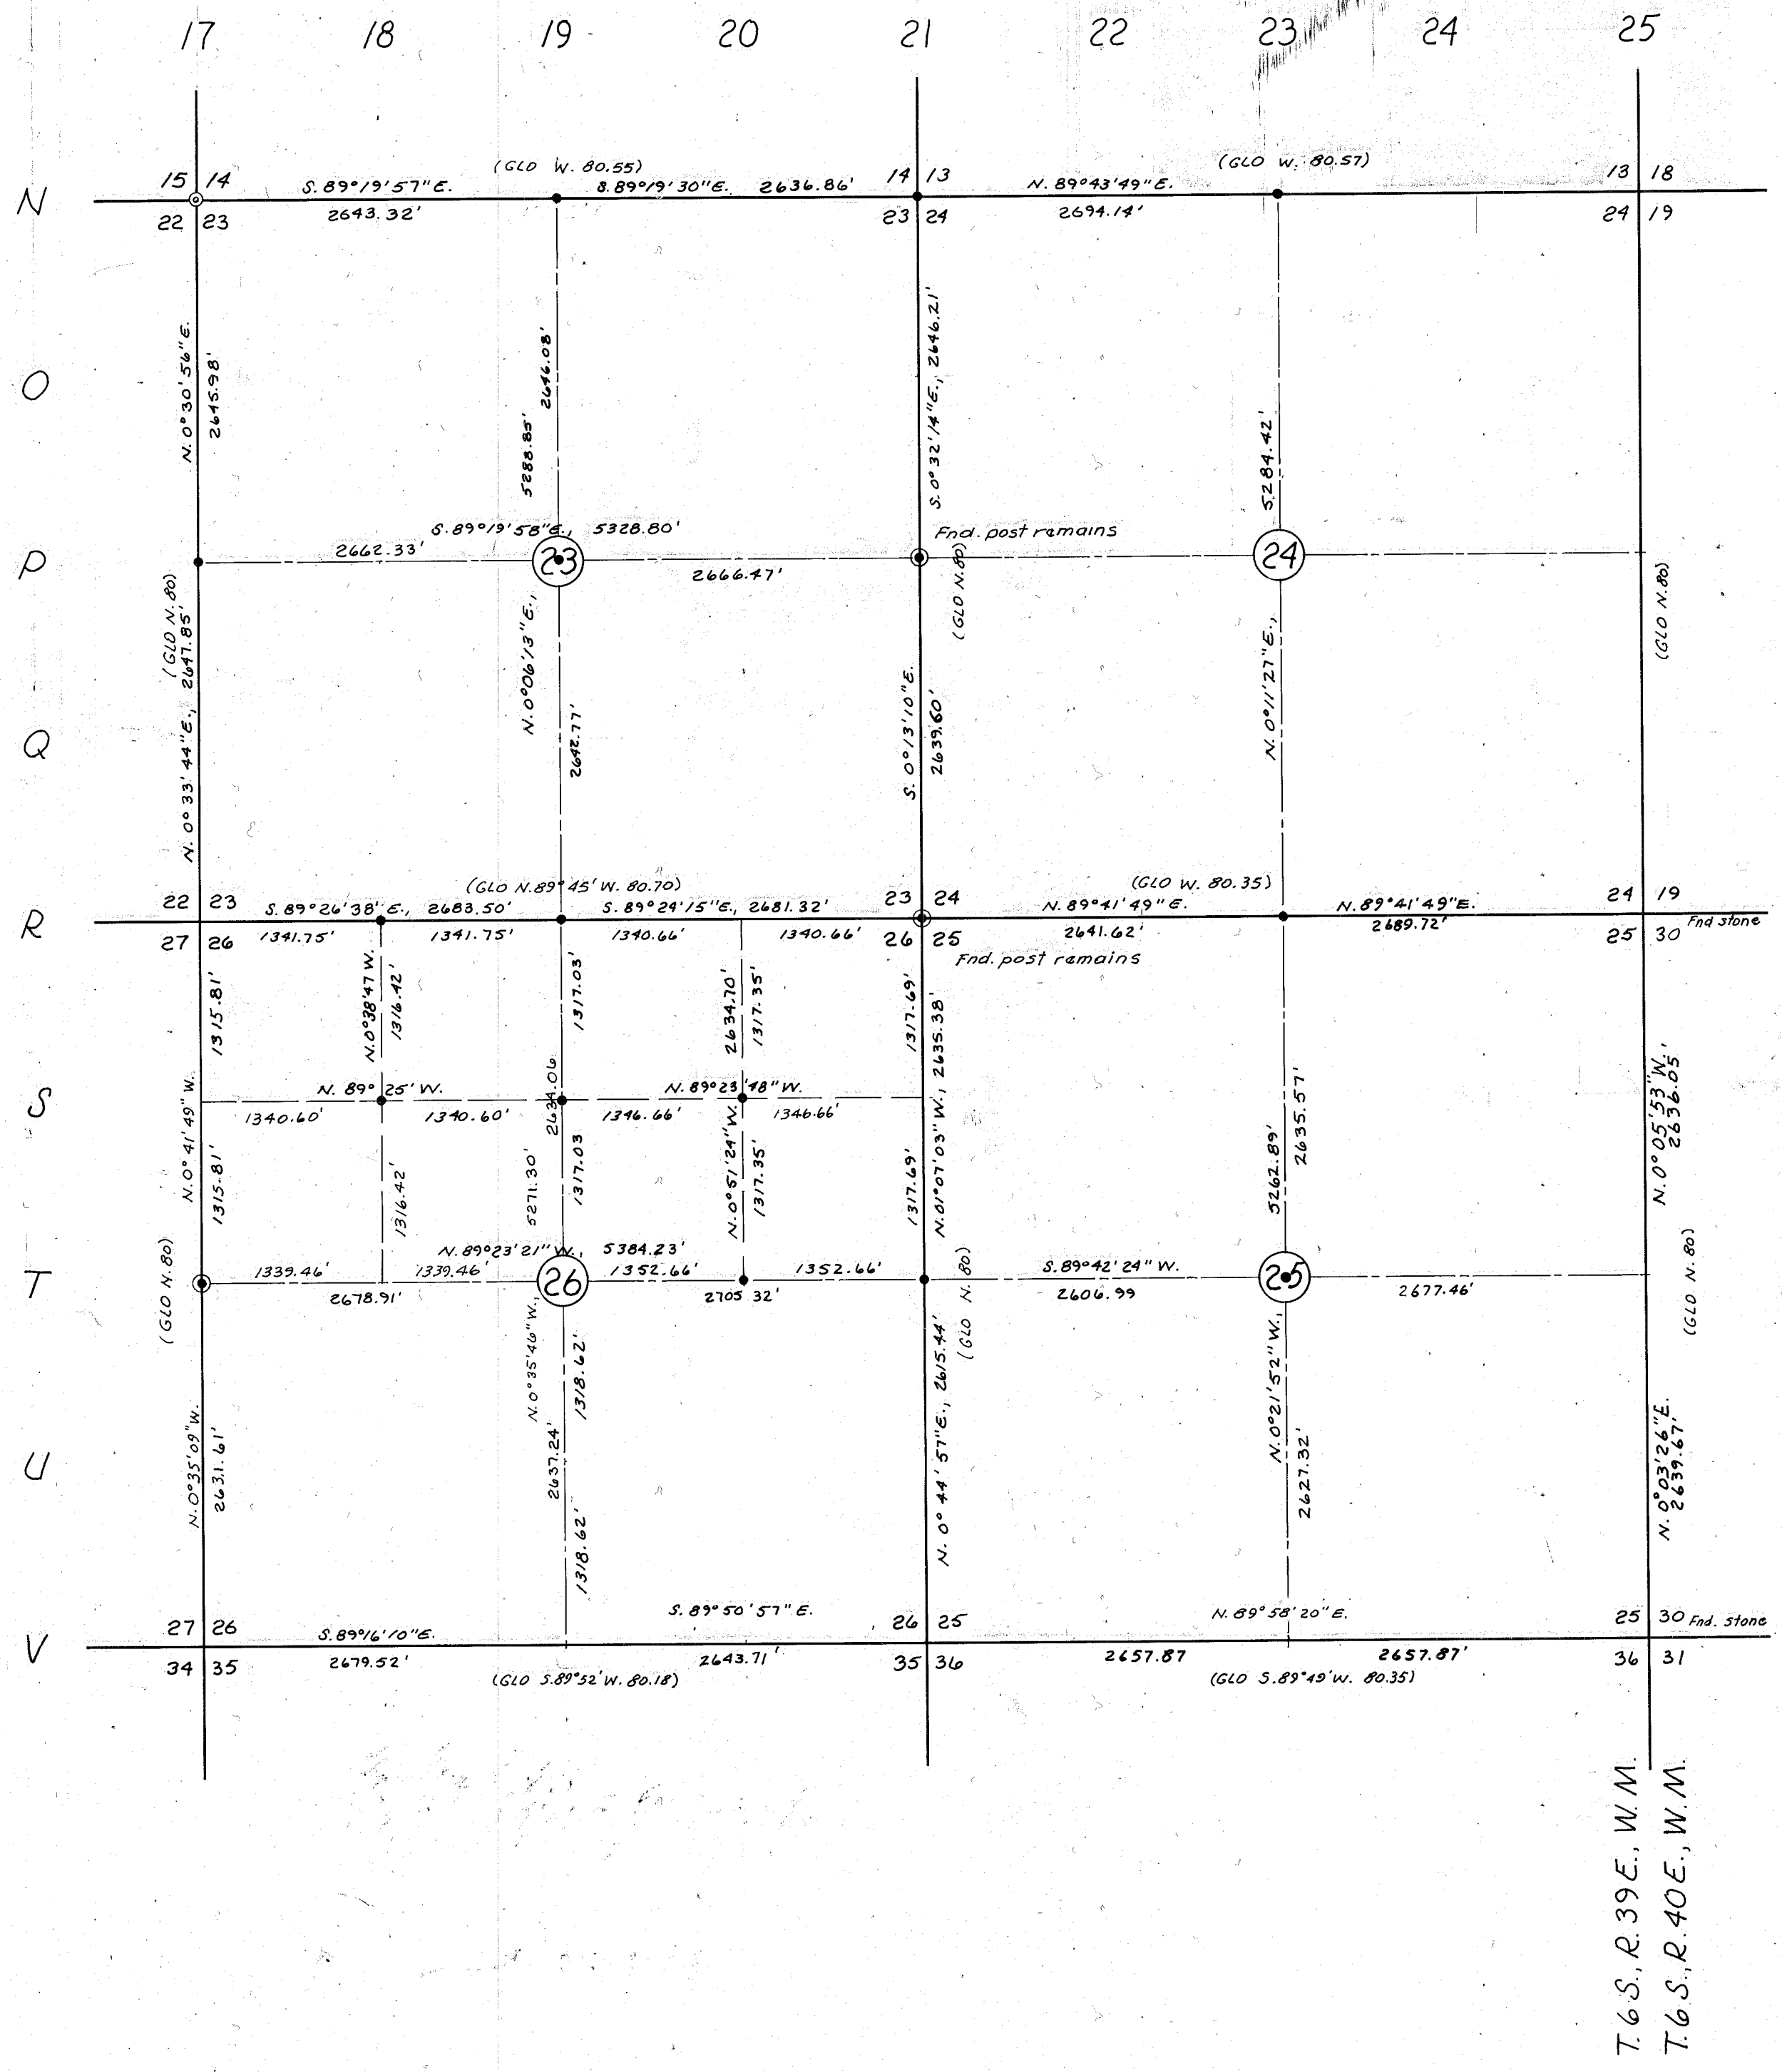 17 18 19 20 21 22 23 24 25
(GLO W. 80.55) (GLO W. 80.57)
15 14 S. 89°19'57"E. S.89°19'30"E. 2636.86' 14 13 N. 89°43'49"E. 13 18
N
22 23 2643.32' 23 24 2694.14' 24 19
N. 0°30'56"E.
2645.98'
2646.08'
5288.85'
S. 0°32'14"E., 2646.21'
5284.42'
O
S. 89°19'58"E., 5328.80' Fnd. post remains
2662.33' 23 2666.47' 24
P
(GLO N. 80)
N. 0°33'44"E., 2647.85'
N. 0°06'13"E.,
2642.77'
(GLO N. 80)
S. 0°13'10"E.
2639.60'
N. 0°11'27"E.,
(GLO N. 80)
Q
(GLO N. 89°45' W. 80.70) (GLO W. 80.35)
22 23 S. 89°26'38"E., 2683.50' S. 89°24'15"E., 2681.32' 23 24 N. 89°41'49"E. N. 89°41'49"E. 24 19
R Fnd stone
27 26 1341.75' 1341.75' 1340.66' 1340.66' 26 25 2641.62' 2689.72' 25 30
Fnd. post remains
1315.81'
N. 0°38'47 W.
1316.42'
1317.03'
2634.70'
1317.35'
1317.69'
N. 01°07'03"W., 2635.38'
N. 0°05'53"W.
2636.05'
N. 89°25' W. N. 89°23'48"W.
S
1340.60' 1340.60' 1346.66' 1346.66'
N. 0°41'49"W.
1315.81'
1316.42'
2634.06
5271.30'
1317.03
N. 0°51'24"W.
1317.35'
1317.69'
5262.89'
2635.57'
N. 89°23'21"W., 5384.23' S. 89°42'24"W.
1339.46' 1339.46' 26 1352.66' 1352.66' 25
T
2678.91' 2705.32' 2606.99 2677.46'
(GLO N. 80)
(GLO N. 80)
(GLO N. 80)
N. 0°35'09"W.
2631.61'
N. 0°35'46"W.,
2637.24'
1318.62'
1318.62'
N. 0°44'57"E., 2615.44'
N. 0°21'52"W.,
2627.32'
N. 0°03'26"E.
2639.67'
U
S. 89°50'57"E. N. 89°58'20"E.
27 26 S. 89°16'10"E. 26 25 25 30 Fnd. stone
V
34 35 2679.52' 2643.71' 35 36 2657.87 2657.87' 36 31
(GLO S.89°52'W. 80.18) (GLO S.89°49'W. 80.35)
T. 6 S., R. 39 E., W. M.
T. 6 S., R. 40 E., W. M.